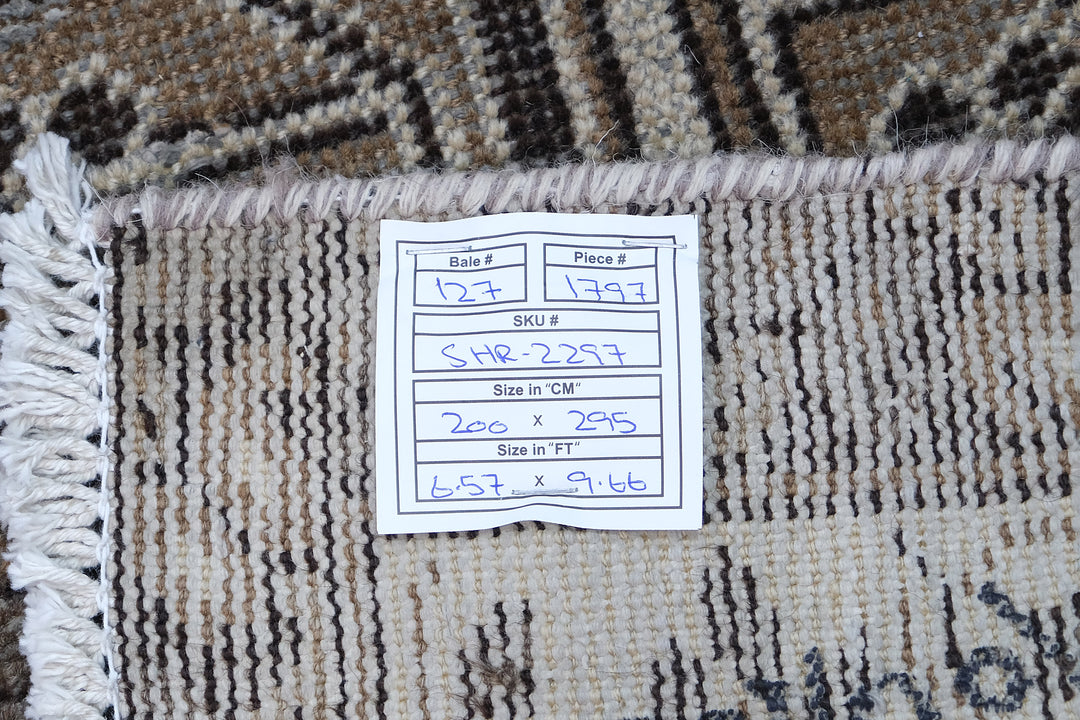 Bale # Piece #
127 1797
SKU #
SHR-2297
Size in "CM"
200 x 295
Size in "FT"
6.57 x 9.66